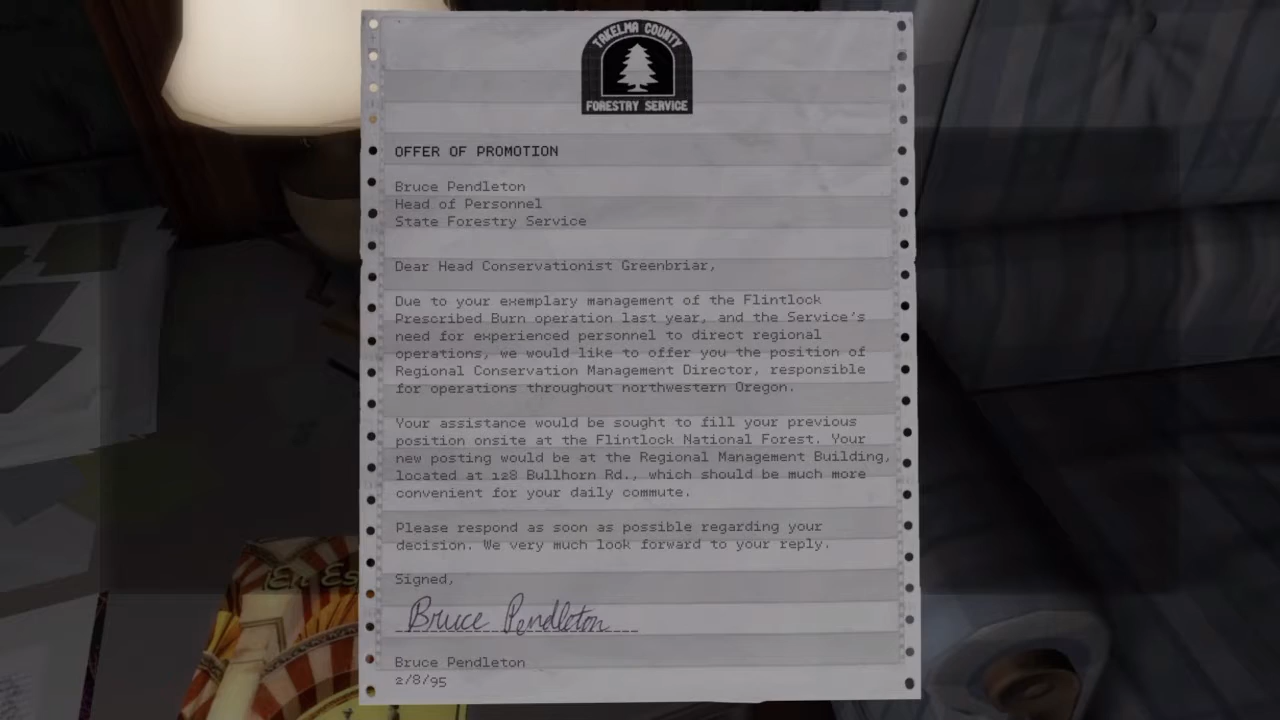 TAKELMA COUNTY
FORESTRY SERVICE
OFFER OF PROMOTION
Bruce Pendleton
Head of Personnel
State Forestry Service
Dear Head Conservationist Greenbriar,
Due to your exemplary management of the Flintlock
Prescribed Burn operation last year, and the Service's
need for experienced personnel to direct regional
operations, we would like to offer you the position of
Regional Conservation Management Director, responsible
for operations throughout northwestern Oregon.
Your assistance would be sought to fill your previous
position onsite at the Flintlock National Forest. Your
new posting would be at the Regional Management Building,
located at 128 Bullhorn Rd., which should be much more
convenient for your daily commute.
Please respond as soon as possible regarding your
decision. We very much look forward to your reply.
Signed,
Bruce Pendleton
Bruce Pendleton
2/8/95
En